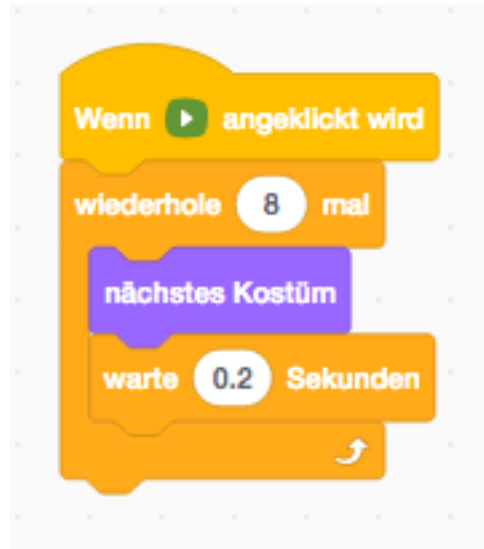 Wenn angeklickt wird
wiederhole 8 mal
nächstes Kostüm
warte 0.2 Sekunden